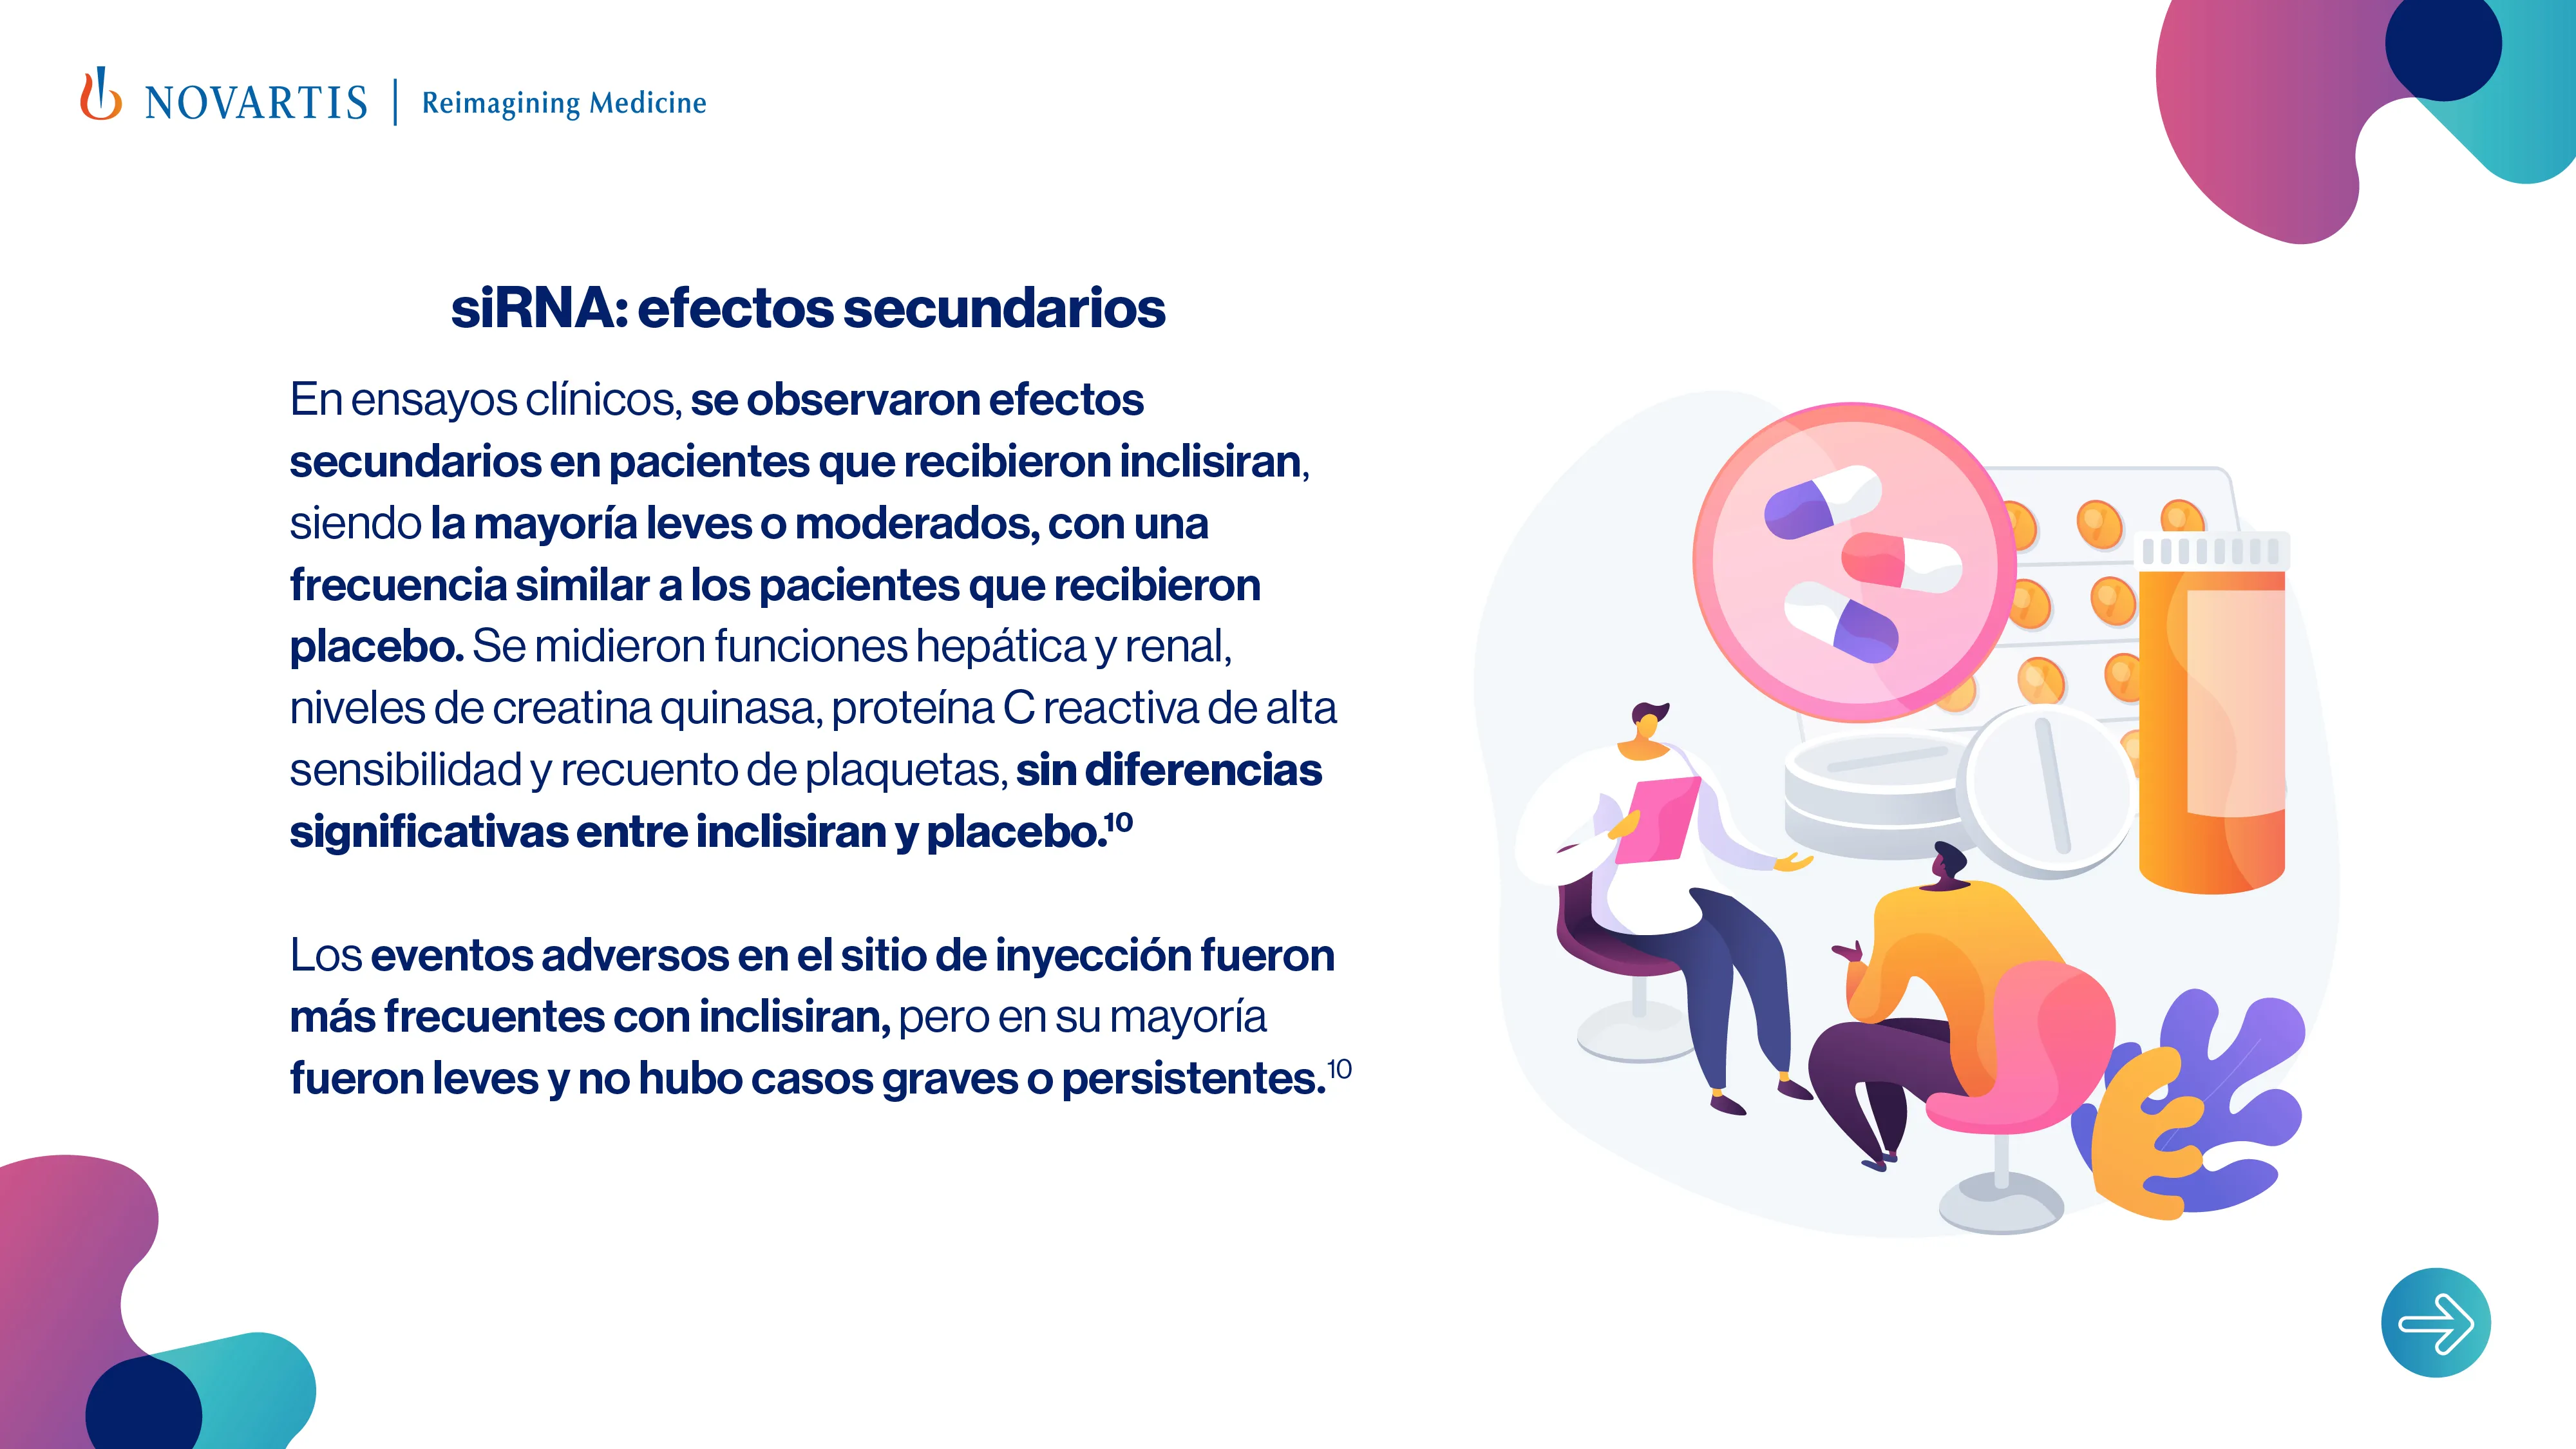 NOVARTIS | Reimagining Medicine
siRNA: efectos secundarios
En ensayos clínicos, se observaron efectos
secundarios en pacientes que recibieron inclisiran,
siendo la mayoría leves o moderados, con una
frecuencia similar a los pacientes que recibieron
placebo. Se midieron funciones hepática y renal,
niveles de creatina quinasa, proteína C reactiva de alta
sensibilidad y recuento de plaquetas, sin diferencias
significativas entre inclisiran y placebo.¹⁰
Los eventos adversos en el sitio de inyección fueron
más frecuentes con inclisiran, pero en su mayoría
fueron leves y no hubo casos graves o persistentes.¹⁰